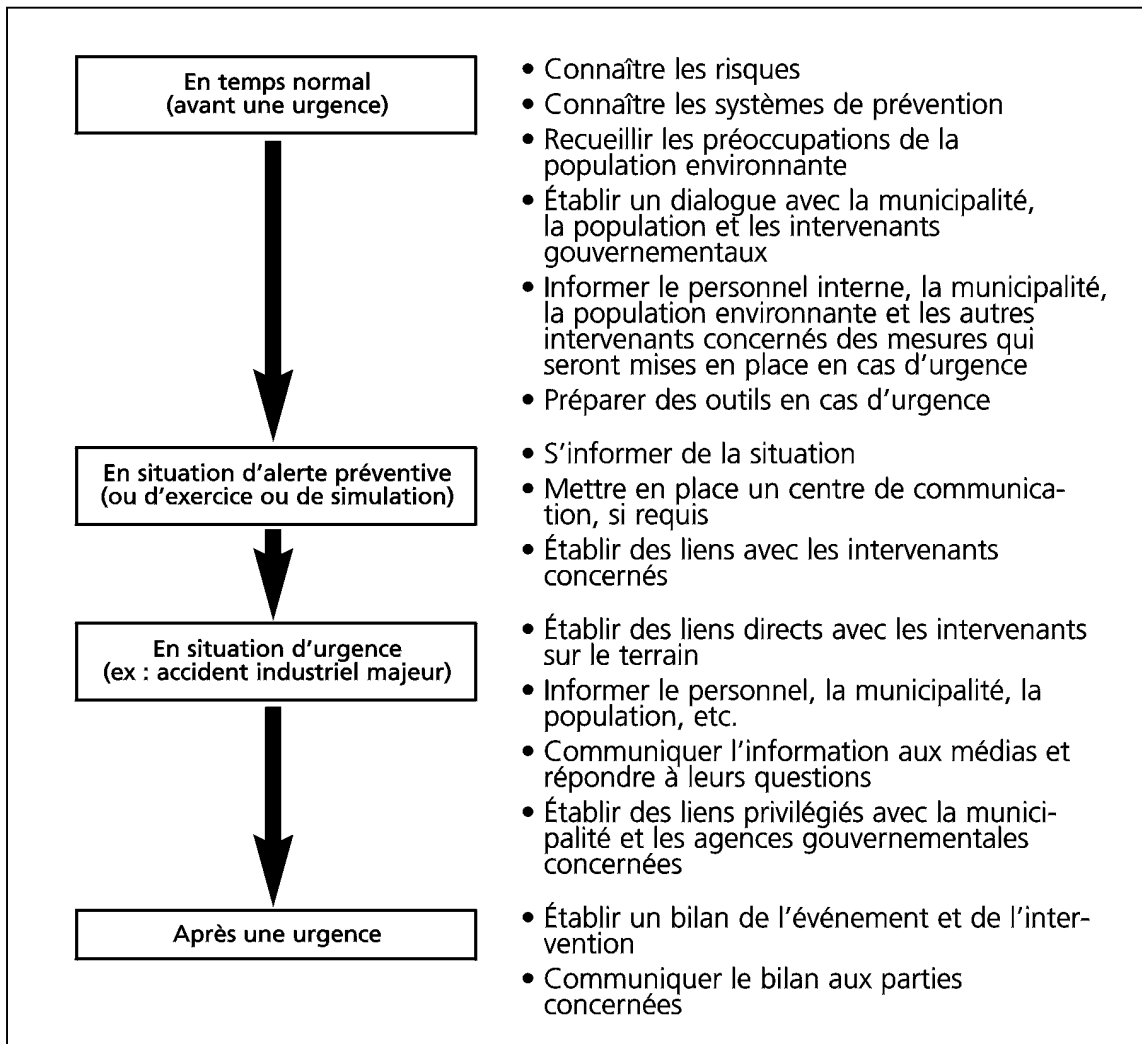 En temps normal
(avant une urgence)
• Connaître les risques
• Connaître les systèmes de prévention
• Recueillir les préoccupations de la
population environnante
• Établir un dialogue avec la municipalité,
la population et les intervenants
gouvernementaux
• Informer le personnel interne, la municipalité,
la population environnante et les autres
intervenants concernés des mesures qui
seront mises en place en cas d'urgence
• Préparer des outils en cas d'urgence
En situation d'alerte préventive
(ou d'exercice ou de simulation)
• S'informer de la situation
• Mettre en place un centre de communica-
tion, si requis
• Établir des liens avec les intervenants
concernés
En situation d'urgence
(ex : accident industriel majeur)
• Établir des liens directs avec les intervenants
sur le terrain
• Informer le personnel, la municipalité, la
population, etc.
• Communiquer l'information aux médias et
répondre à leurs questions
• Établir des liens privilégiés avec la munici-
palité et les agences gouvernementales
concernées
Après une urgence
• Établir un bilan de l'événement et de l'inter-
vention
• Communiquer le bilan aux parties
concernées